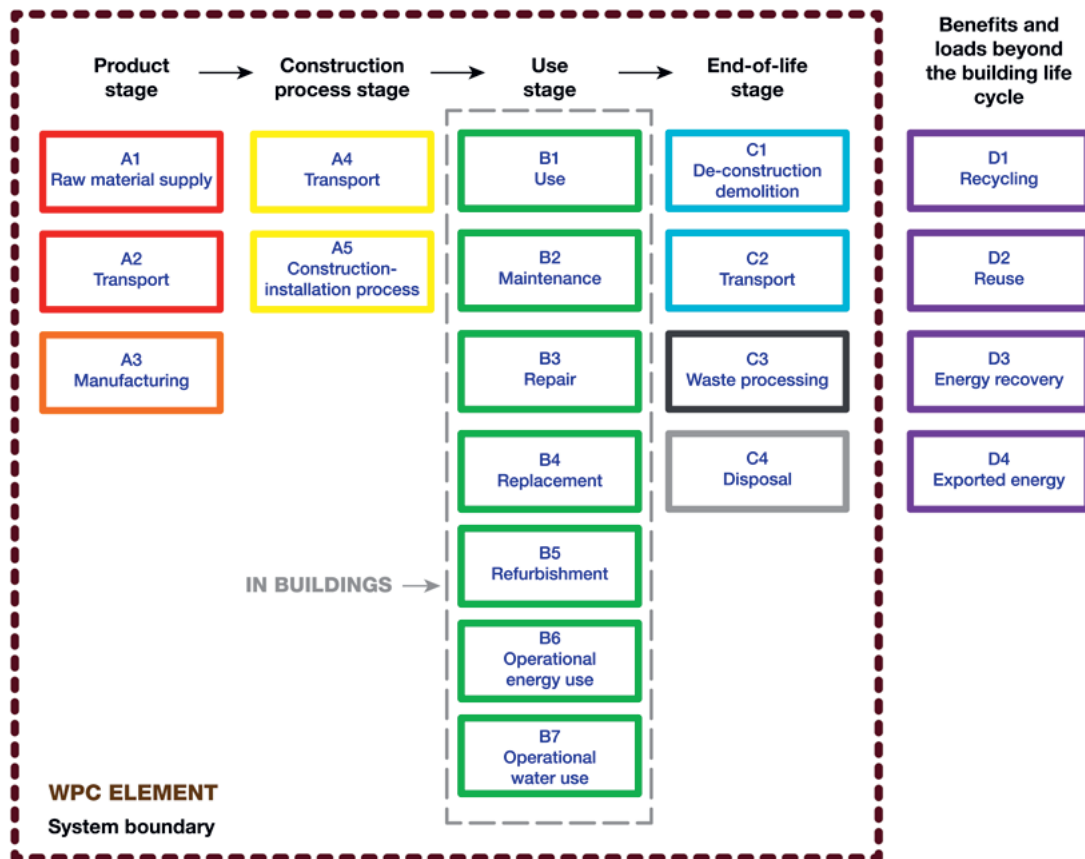 Product
stage
Construction
process stage
Use
stage
End-of-life
stage
Benefits and
loads beyond
the building life
cycle
A1
Raw material supply
A2
Transport
A3
Manufacturing
A4
Transport
A5
Construction-
installation process
B1
Use
B2
Maintenance
B3
Repair
B4
Replacement
B5
Refurbishment
B6
Operational
energy use
B7
Operational
water use
IN BUILDINGS
C1
De-construction
demolition
C2
Transport
C3
Waste processing
C4
Disposal
D1
Recycling
D2
Reuse
D3
Energy recovery
D4
Exported energy
WPC ELEMENT
System boundary